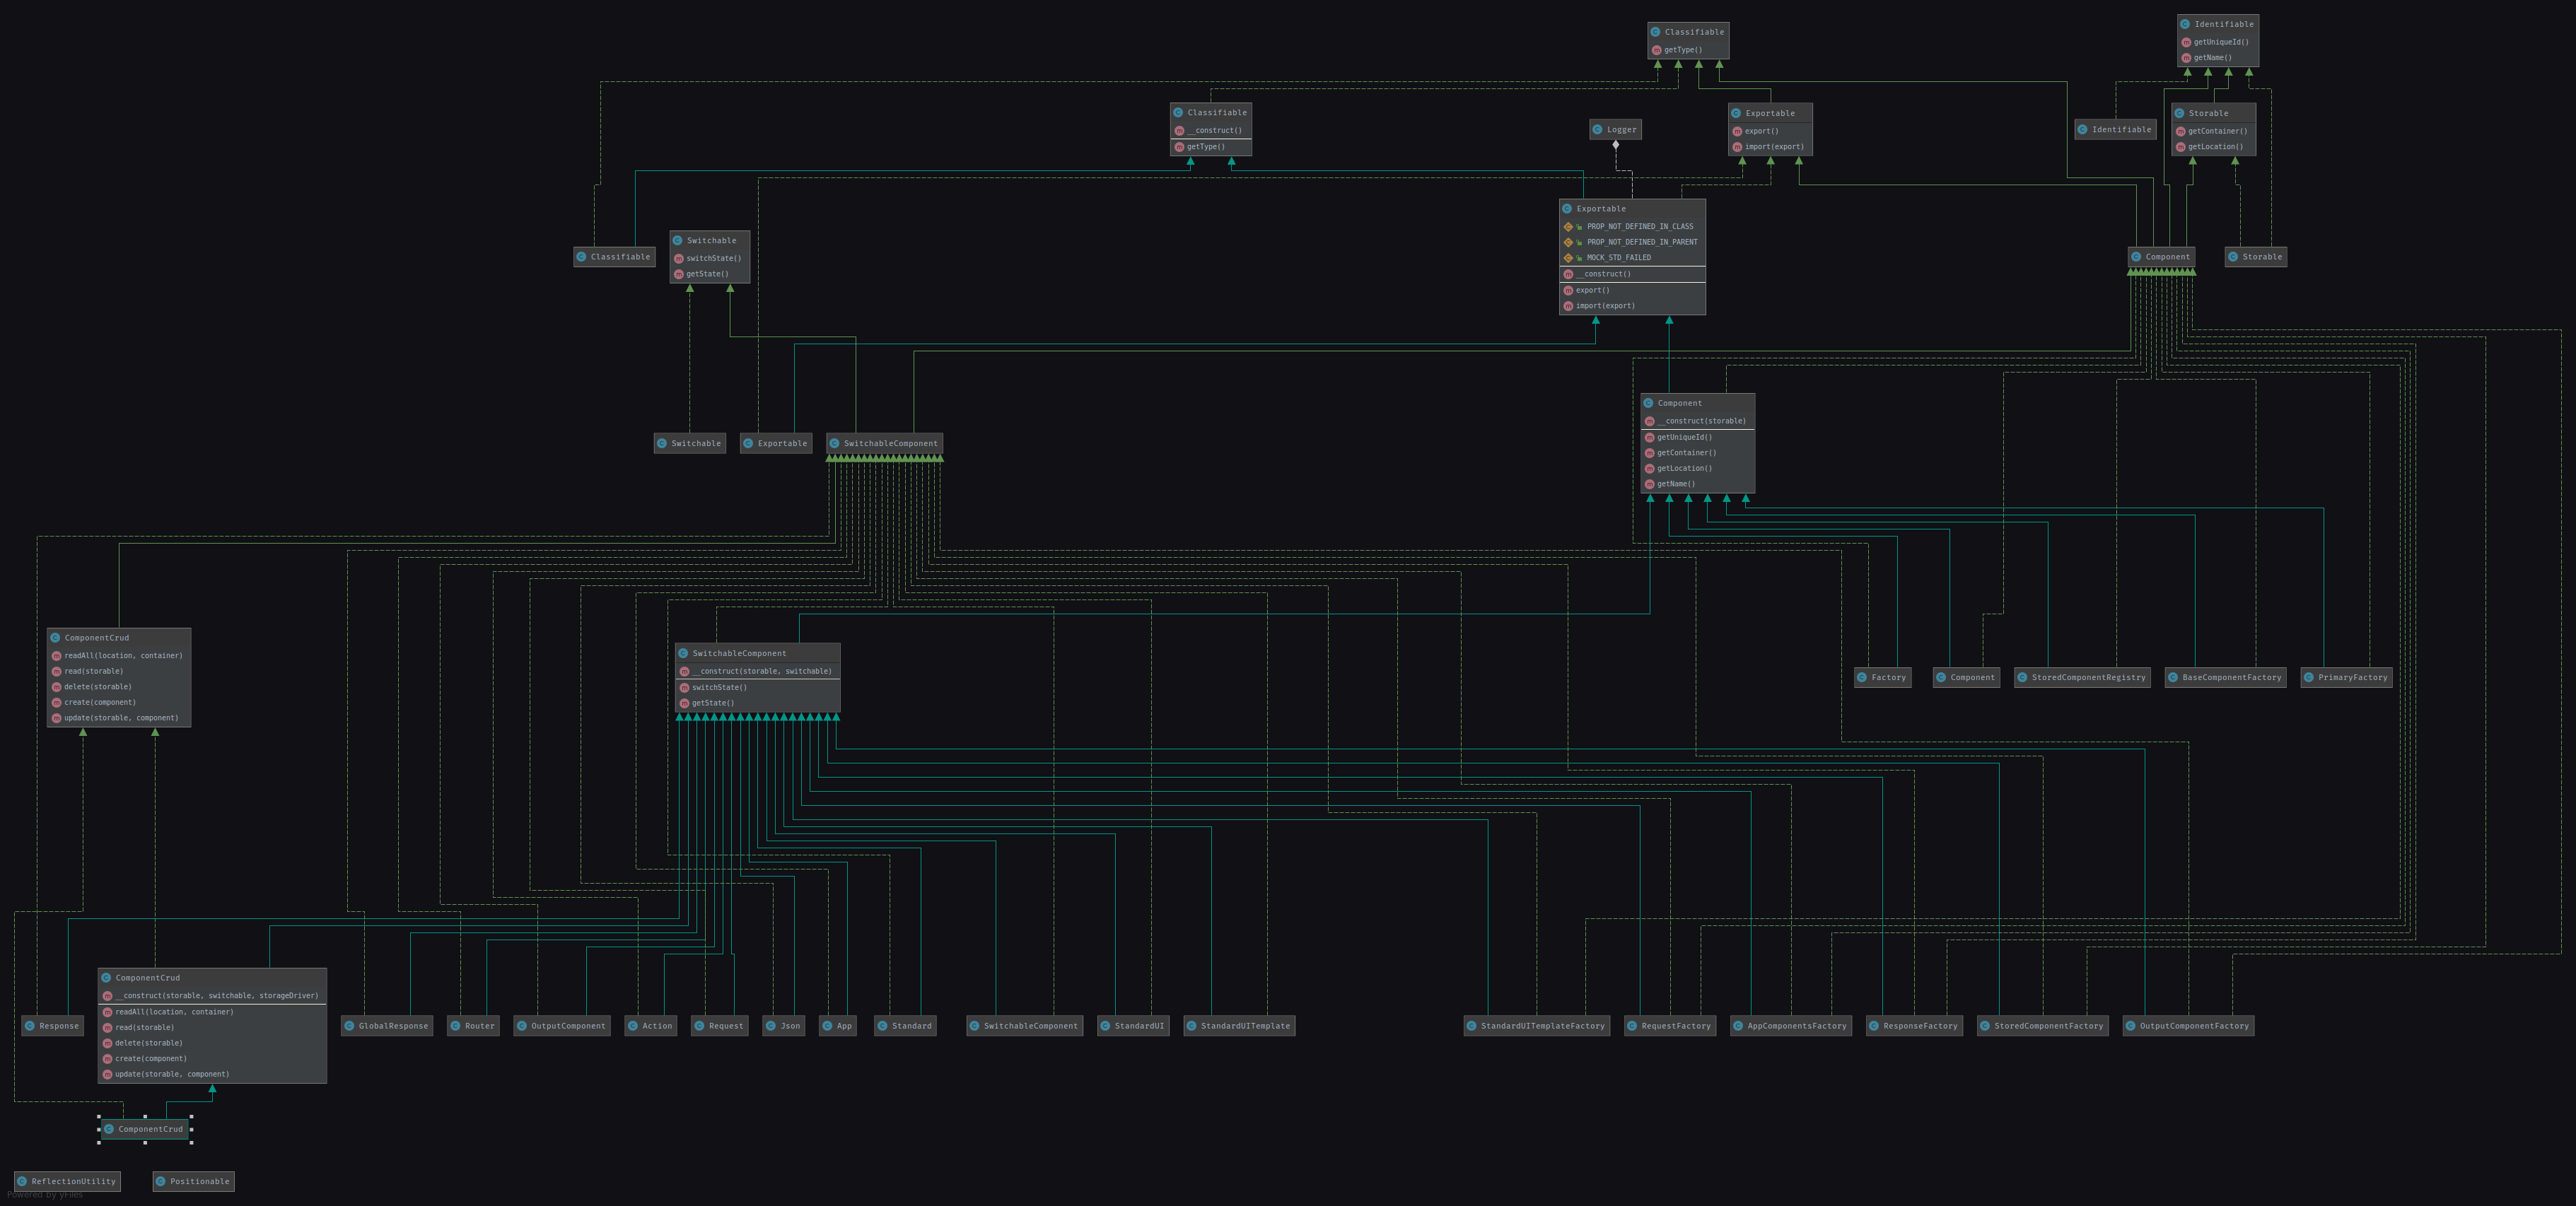 Classifiable
getType()
Identifiable
getUniqueId()
getName()
Classifiable
__construct()
getType()
Logger
Exportable
export()
import(export)
Identifiable
Storable
getContainer()
getLocation()
Exportable
PROP_NOT_DEFINED_IN_CLASS
PROP_NOT_DEFINED_IN_PARENT
MOCK_STD_FAILED
__construct()
export()
import(export)
Classifiable
Switchable
switchState()
getState()
Component
Storable
Switchable
Exportable
SwitchableComponent
Component
__construct(storable)
getUniqueId()
getContainer()
getLocation()
getName()
ComponentCrud
readAll(location, container)
read(storable)
delete(storable)
create(component)
update(storable, component)
SwitchableComponent
__construct(storable, switchable)
switchState()
getState()
Factory
Component
StoredComponentRegistry
BaseComponentFactory
PrimaryFactory
ComponentCrud
__construct(storable, switchable, storageDriver)
readAll(location, container)
read(storable)
delete(storable)
create(component)
update(storable, component)
Response
GlobalResponse
Router
OutputComponent
Action
Request
Json
App
Standard
SwitchableComponent
StandardUI
StandardUITemplate
StandardUITemplateFactory
RequestFactory
AppComponentsFactory
ResponseFactory
StoredComponentFactory
OutputComponentFactory
ComponentCrud
ReflectionUtility
Positionable
Powered by yFiles